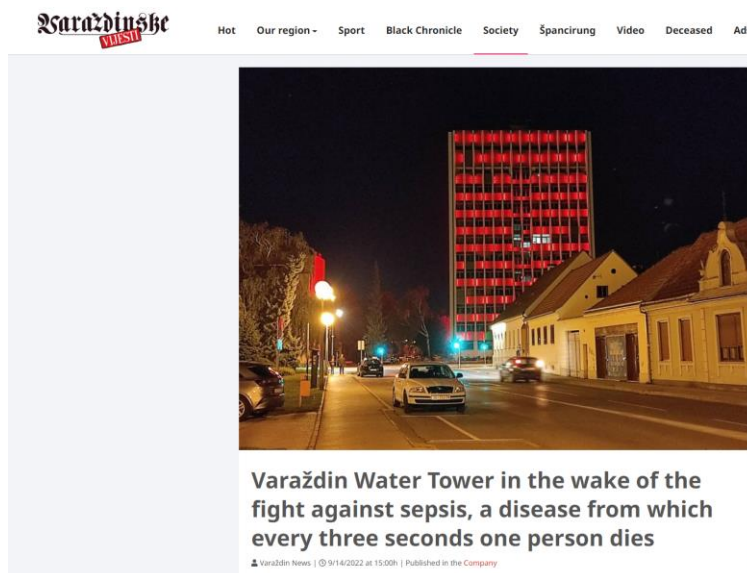 Varaždinske
VIJESTI
Hot Our region Sport Black Chronicle Society Špancirung Video Deceased Ad
Varaždin Water Tower in the wake of the
fight against sepsis, a disease from which
every three seconds one person dies
Varaždin News | 9/14/2022 at 15:00h | Published in the Company